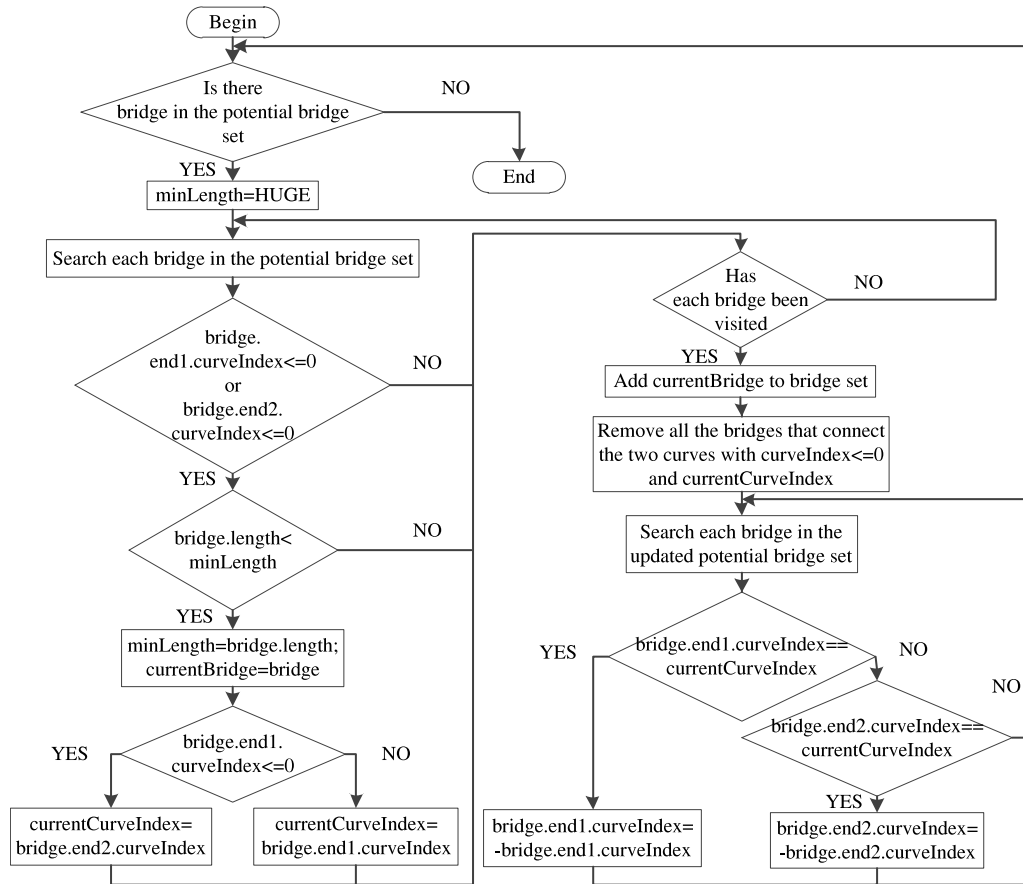 Begin
Is there
bridge in the potential bridge
set
NO
YES
End
minLength=HUGE
Search each bridge in the potential bridge set
bridge.
end1.curveIndex<=0
or
bridge.end2.
curveIndex<=0
NO
YES
bridge.length<
minLength
NO
YES
minLength=bridge.length;
currentBridge=bridge
bridge.end1.
curveIndex<=0
YES
NO
currentCurveIndex=
bridge.end2.curveIndex
currentCurveIndex=
bridge.end1.curveIndex
Has
each bridge been
visited
NO
YES
Add currentBridge to bridge set
Remove all the bridges that connect
the two curves with curveIndex<=0
and currentCurveIndex
Search each bridge in the
updated potential bridge set
bridge.end1.curveIndex==
currentCurveIndex
YES
NO
bridge.end2.curveIndex==
currentCurveIndex
NO
YES
bridge.end1.curveIndex=
-bridge.end1.curveIndex
bridge.end2.curveIndex=
-bridge.end2.curveIndex